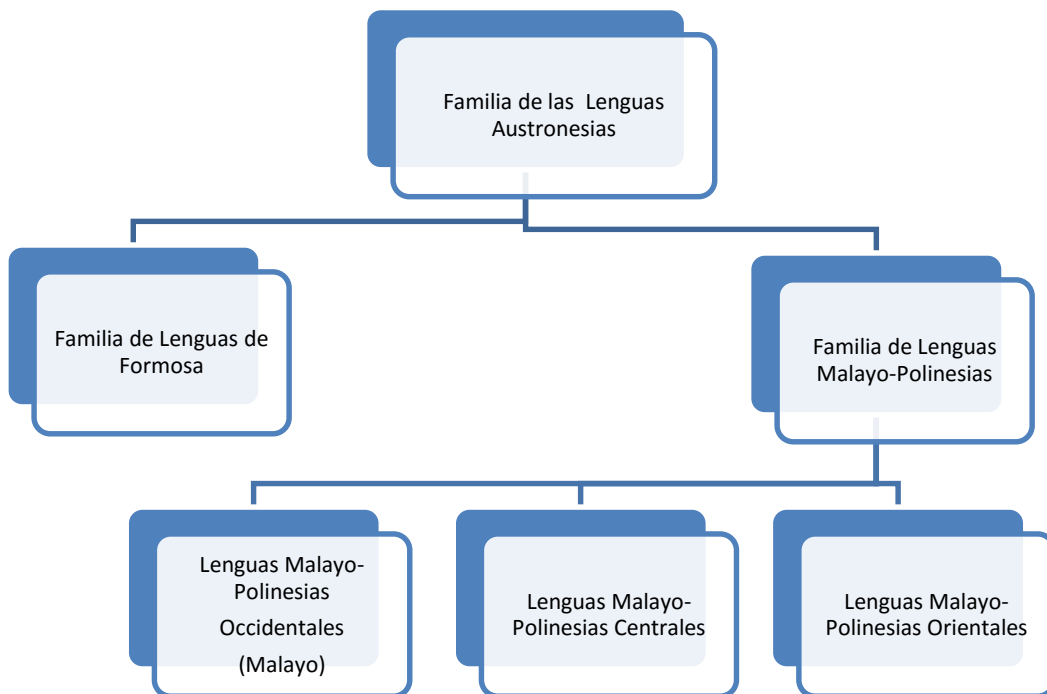 Familia de las Lenguas
Austronesias
Familia de Lenguas de
Formosa
Familia de Lenguas
Malayo-Polinesias
Lenguas Malayo-
Polinesias
Occidentales
(Malayo)
Lenguas Malayo-
Polinesias Centrales
Lenguas Malayo-
Polinesias Orientales